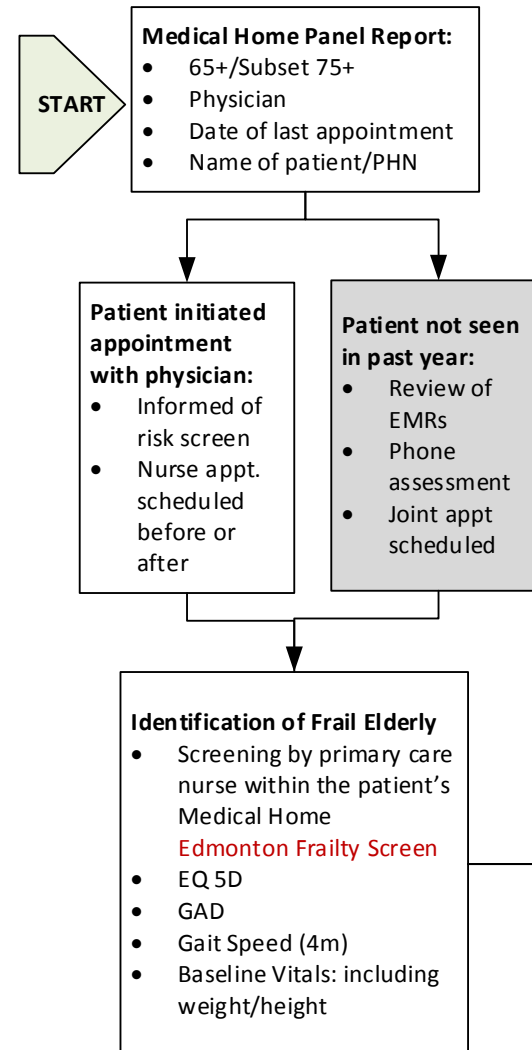 START
Medical Home Panel Report:
• 65+/Subset 75+
• Physician
• Date of last appointment
• Name of patient/PHN
Patient initiated
appointment
with physician:
• Informed of
risk screen
• Nurse appt.
scheduled
before or
after
Patient not seen
in past year:
• Review of
EMRs
• Phone
assessment
• Joint appt
scheduled
Identification of Frail Elderly
• Screening by primary care
nurse within the patient’s
Medical Home
Edmonton Frailty Screen
• EQ 5D
• GAD
• Gait Speed (4m)
• Baseline Vitals: including
weight/height